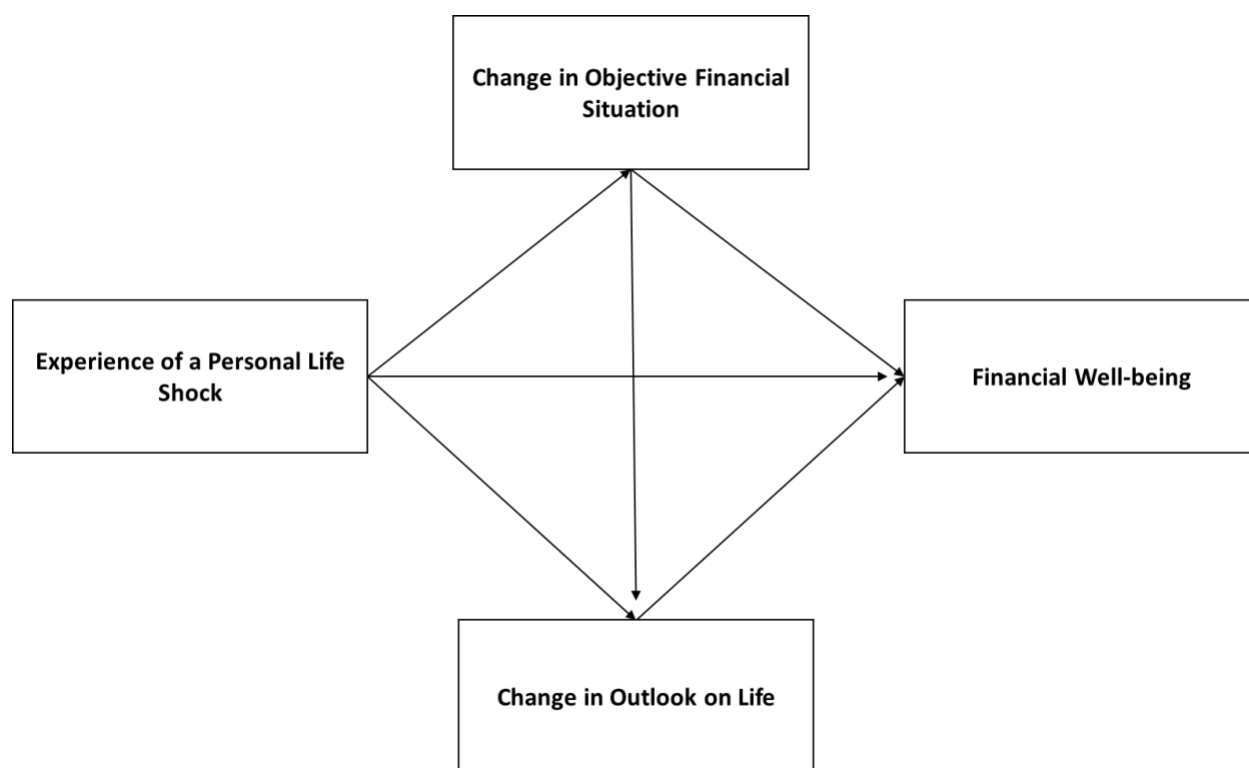 Change in Objective Financial
Situation
Experience of a Personal Life
Shock
Financial Well-being
Change in Outlook on Life